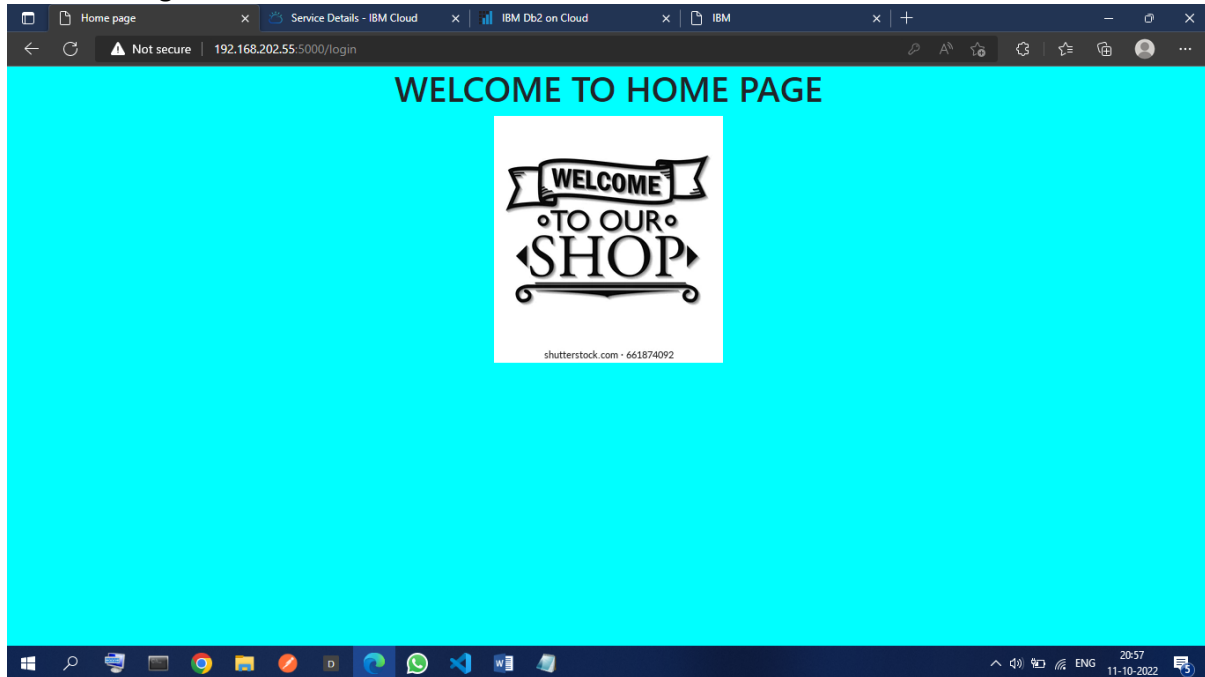 Home page
Service Details - IBM Cloud
IBM Db2 on Cloud
IBM
Not secure
192.168.202.55:5000/login
WELCOME TO HOME PAGE
WELCOME
TO OUR
SHOP
shutterstock.com · 661874092
ENG
20:57
11-10-2022
5